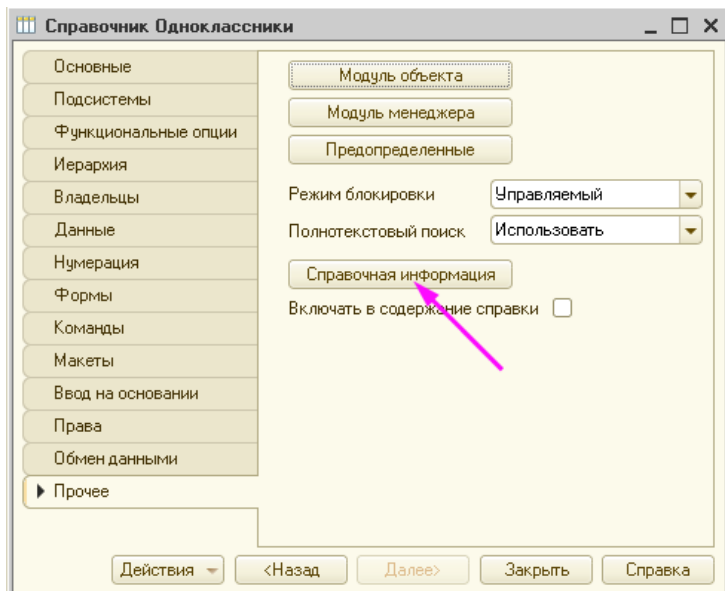 Справочник Одноклассники
Основные
Подсистемы
Функциональные опции
Иерархия
Владельцы
Данные
Нумерация
Формы
Команды
Макеты
Ввод на основании
Права
Обмен данными
Прочее
Модуль объекта
Модуль менеджера
Предопределенные
Режим блокировки Управляемый
Полнотекстовый поиск Использовать
Справочная информация
Включать в содержание справки
Действия <Назад Далее> Закрыть Справка